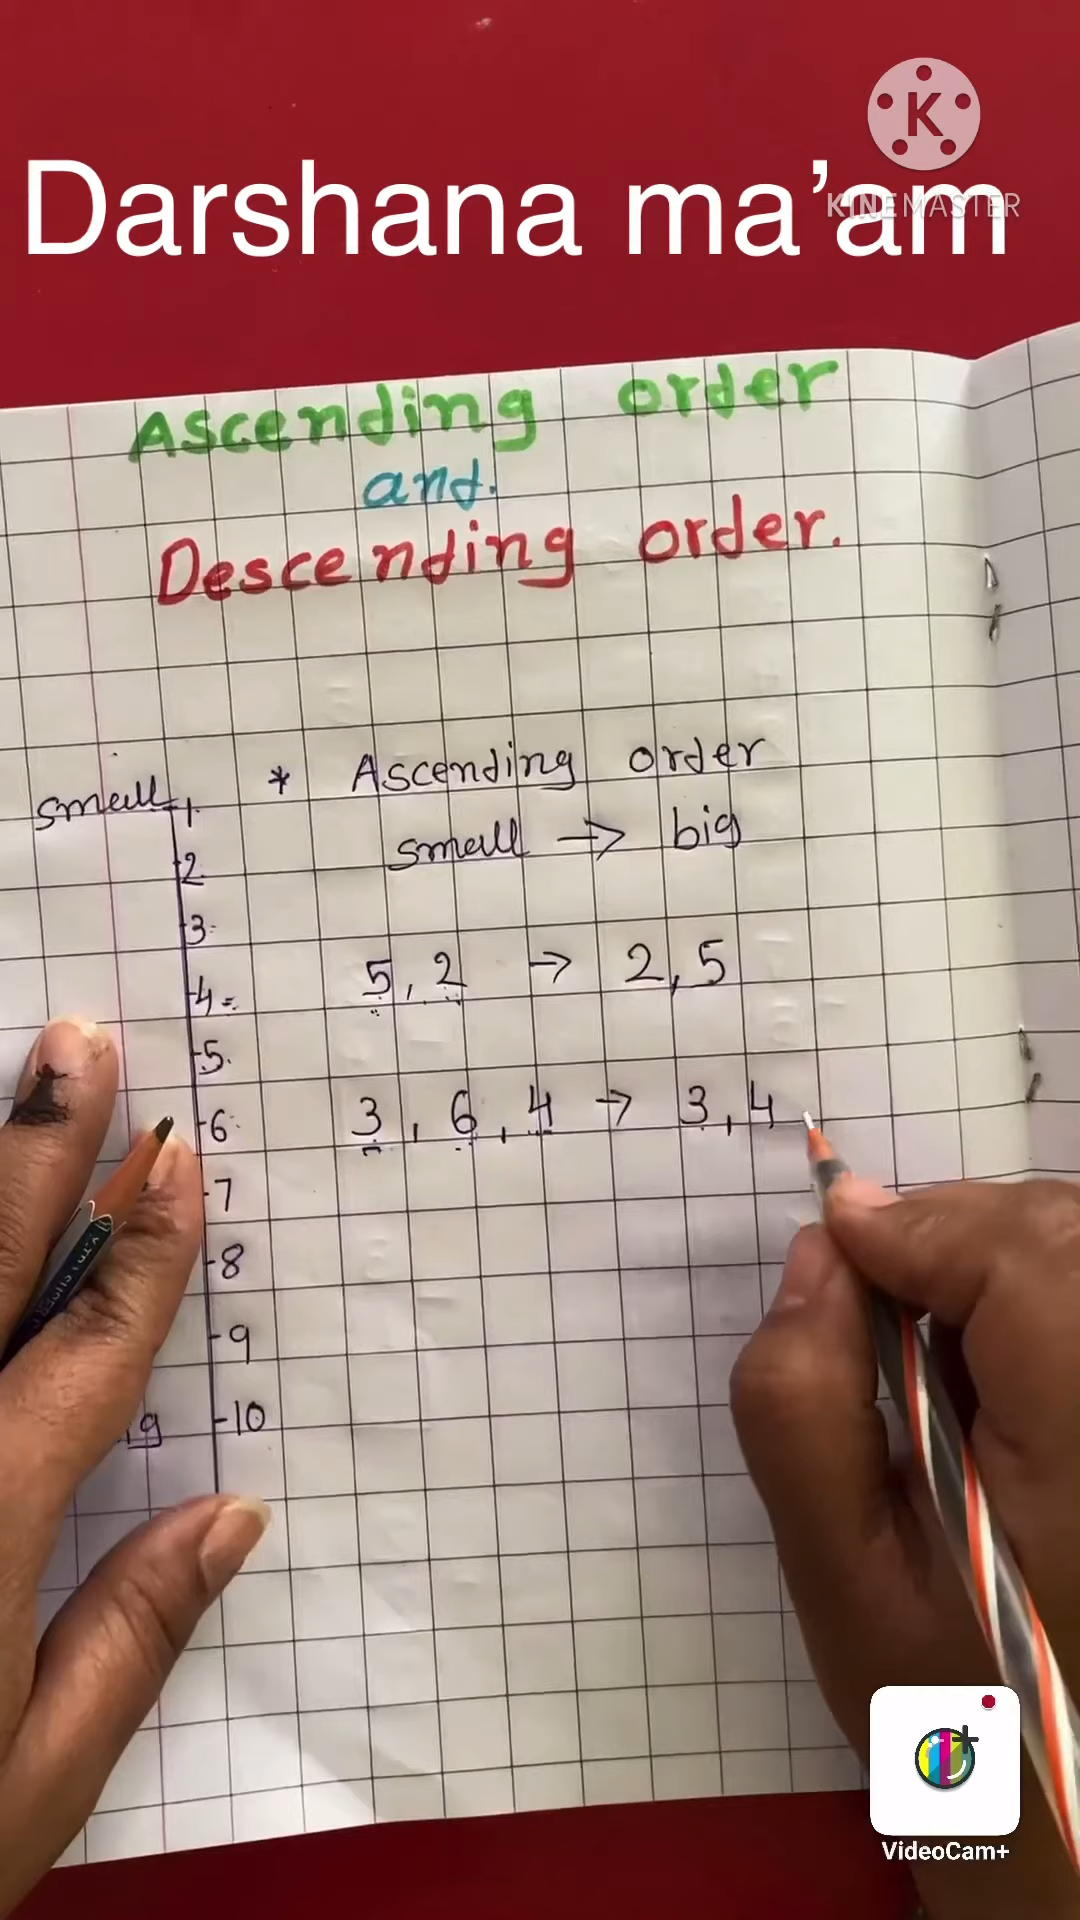 Darshana ma’am
K
KINEMASTER
Ascending order
and.
Descending order.
* Ascending order
small → big
small
1
2
3
4
5
6
7
8
9
10
5, 2 → 2, 5
3, 6, 4 → 3, 4
VideoCam+